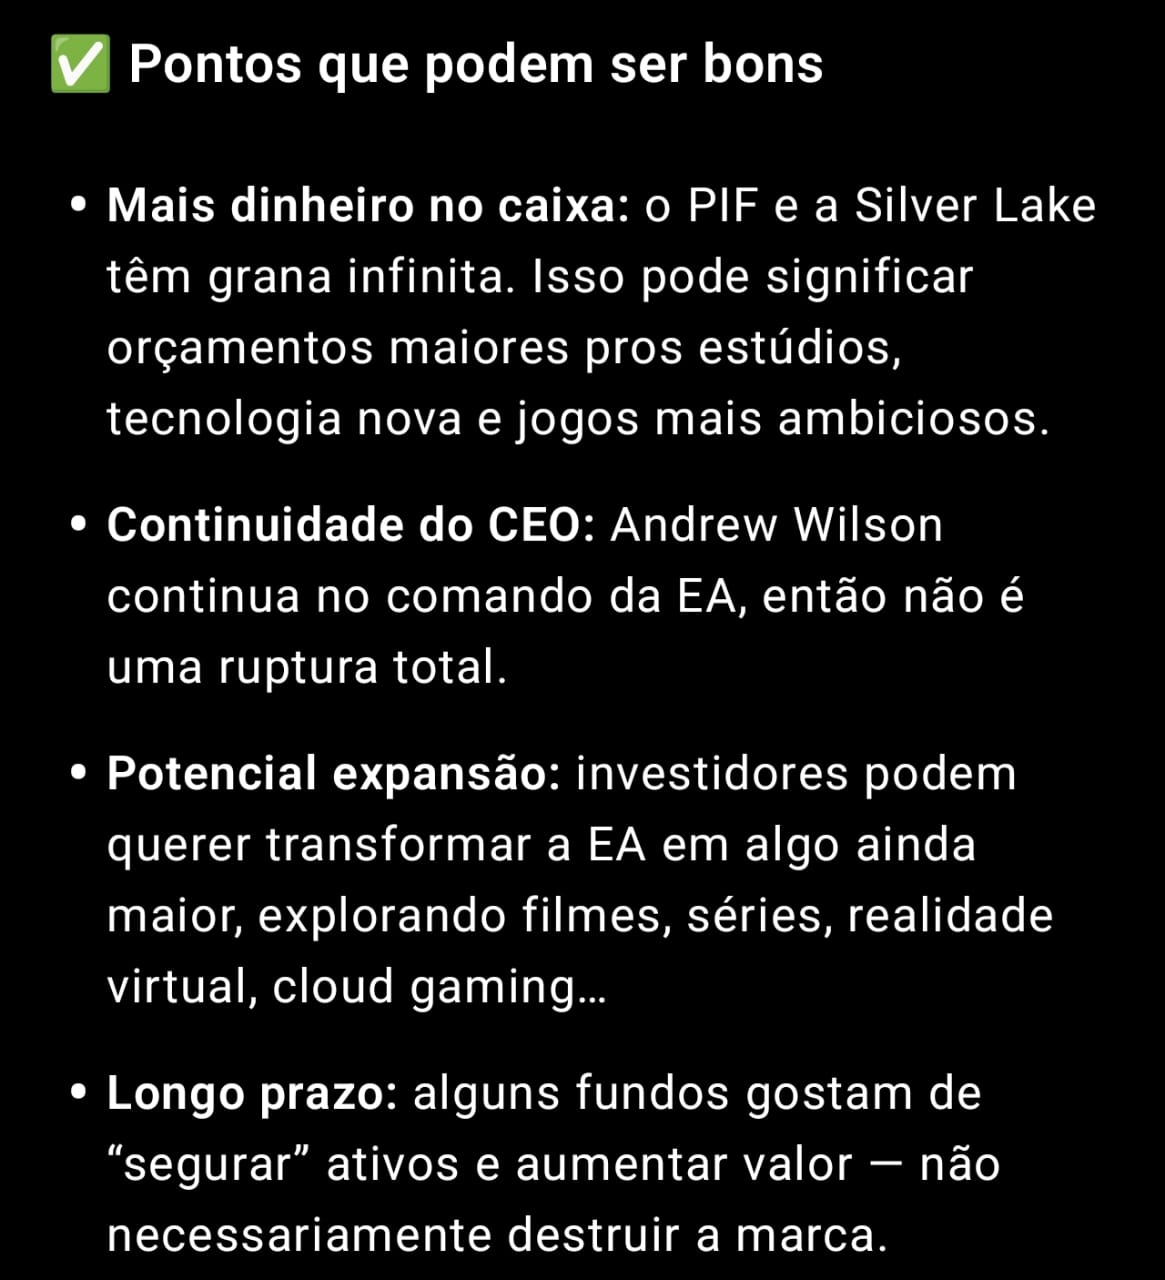 ✅ Pontos que podem ser bons
• Mais dinheiro no caixa: o PIF e a Silver Lake
têm grana infinita. Isso pode significar
orçamentos maiores pros estúdios,
tecnologia nova e jogos mais ambiciosos.
• Continuidade do CEO: Andrew Wilson
continua no comando da EA, então não é
uma ruptura total.
• Potencial expansão: investidores podem
querer transformar a EA em algo ainda
maior, explorando filmes, séries, realidade
virtual, cloud gaming…
• Longo prazo: alguns fundos gostam de
“segurar” ativos e aumentar valor — não
necessariamente destruir a marca.